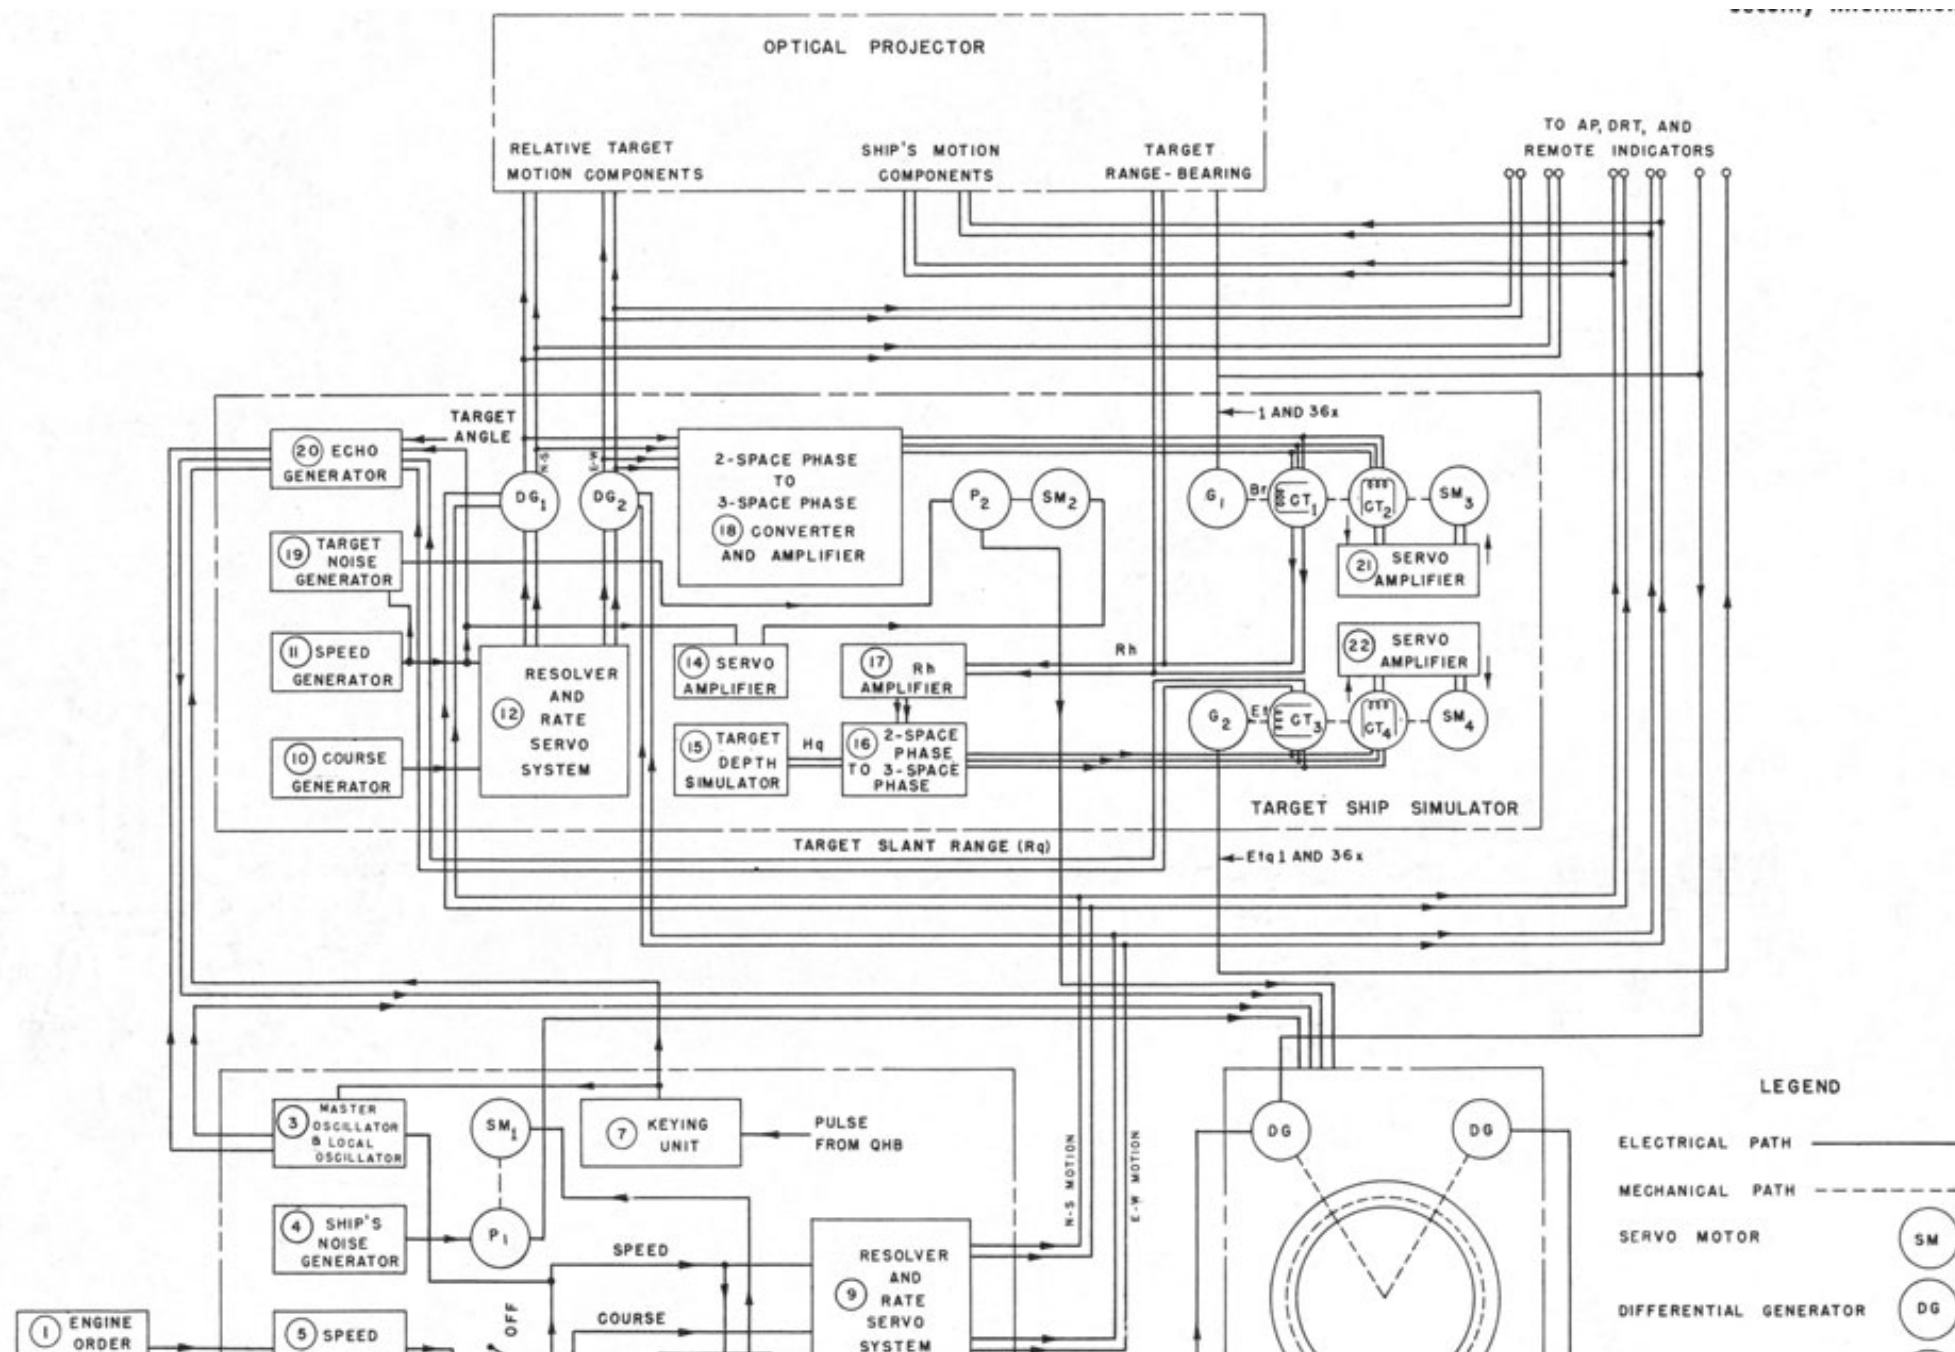 OPTICAL PROJECTOR
RELATIVE TARGET
MOTION COMPONENTS
SHIP'S MOTION
COMPONENTS
TARGET
RANGE-BEARING
TO AP, DRT, AND
REMOTE INDICATORS
TARGET
ANGLE
N-S
E-W
1 AND 36x
20 ECHO
GENERATOR
DG1
DG2
2-SPACE PHASE
TO
3-SPACE PHASE
18 CONVERTER
AND AMPLIFIER
P2
SM2
G1
Br
CT1
CT2
SM3
19 TARGET
NOISE
GENERATOR
21 SERVO
AMPLIFIER
11 SPEED
GENERATOR
RESOLVER
AND
12 RATE
SERVO
SYSTEM
14 SERVO
AMPLIFIER
17 Rh
AMPLIFIER
Rh
22 SERVO
AMPLIFIER
10 COURSE
GENERATOR
15 TARGET
DEPTH
SIMULATOR
Hq
16 2-SPACE
PHASE
TO 3-SPACE
PHASE
G2
Et
CT3
CT4
SM4
TARGET SHIP SIMULATOR
TARGET SLANT RANGE (Rq)
Etq 1 AND 36x
3 MASTER
OSCILLATOR
& LOCAL
OSCILLATOR
SM1
7 KEYING
UNIT
PULSE
FROM QHB
N-S MOTION
E-W MOTION
DG
DG
LEGEND
ELECTRICAL PATH
MECHANICAL PATH
SERVO MOTOR
SM
DIFFERENTIAL GENERATOR
DG
4 SHIP'S
NOISE
GENERATOR
P1
SPEED
RESOLVER
AND
9 RATE
SERVO
SYSTEM
COURSE
OFF
1 ENGINE
ORDER
5 SPEED